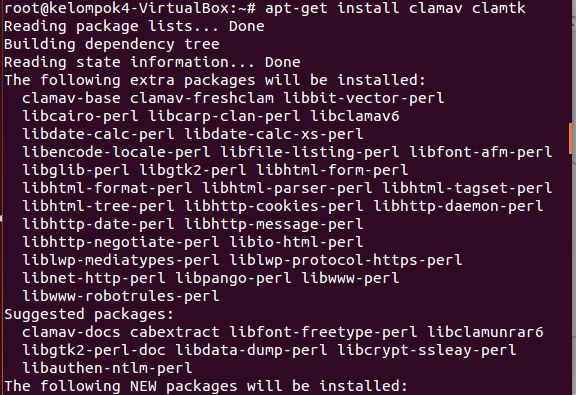 root@kelompok4-VirtualBox:~# apt-get install clamav clamtk
Reading package lists... Done
Building dependency tree
Reading state information... Done
The following extra packages will be installed:
  clamav-base clamav-freshclam libbit-vector-perl
  libcairo-perl libcarp-clan-perl libclamav6
  libdate-calc-perl libdate-calc-xs-perl
  libencode-locale-perl libfile-listing-perl libfont-afm-perl
  libglib-perl libgtk2-perl libhtml-form-perl
  libhtml-format-perl libhtml-parser-perl libhtml-tagset-perl
  libhtml-tree-perl libhttp-cookies-perl libhttp-daemon-perl
  libhttp-date-perl libhttp-message-perl
  libhttp-negotiate-perl libio-html-perl
  liblwp-mediatypes-perl liblwp-protocol-https-perl
  libnet-http-perl libpango-perl libwww-perl
  libwww-robotrules-perl
Suggested packages:
  clamav-docs cabextract libfont-freetype-perl libclamunrar6
  libgtk2-perl-doc libdata-dump-perl libcrypt-ssleay-perl
  libauthen-ntlm-perl
The following NEW packages will be installed: